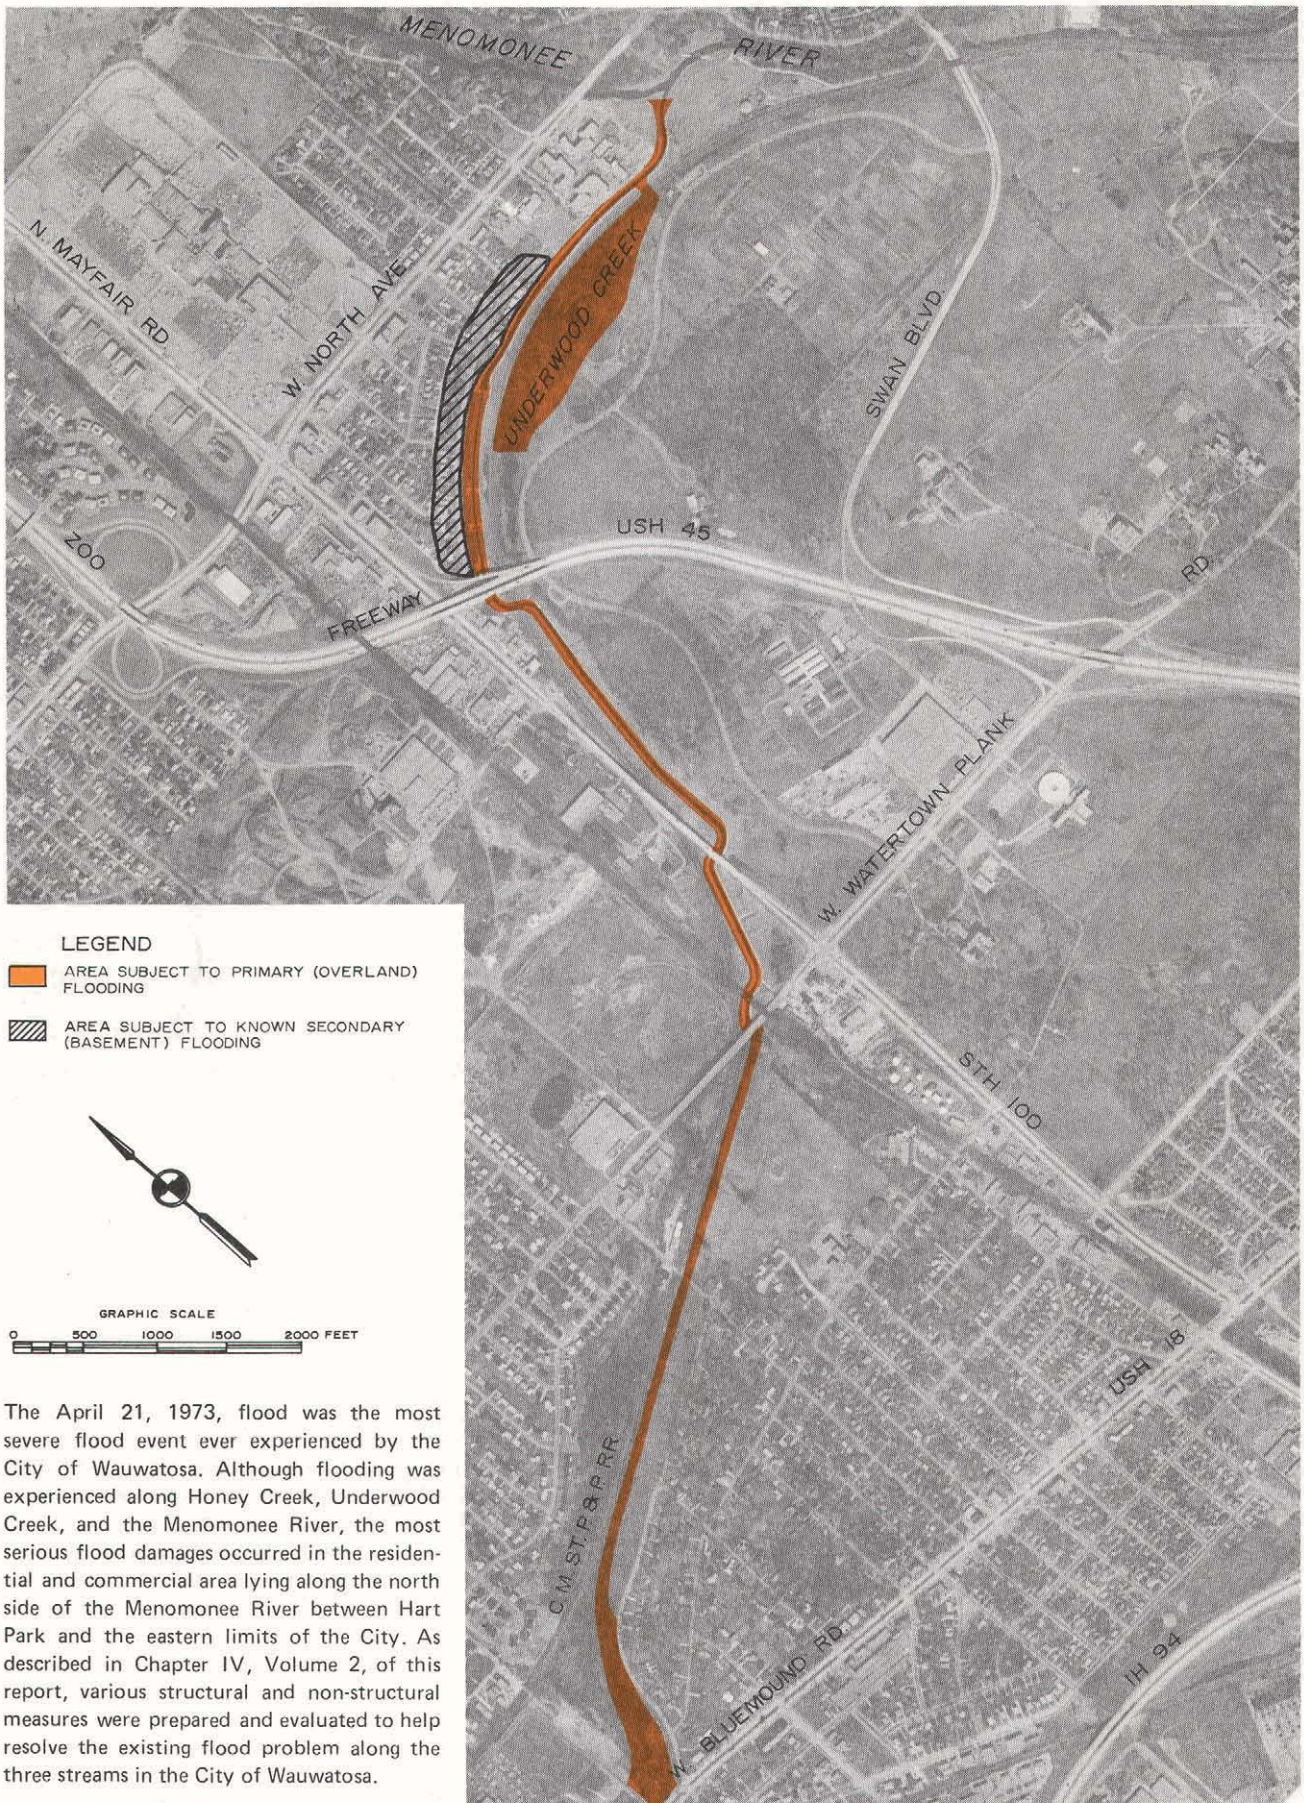 MENOMONEE RIVER
N. MAYFAIR RD.
W. NORTH AVE.
UNDERWOOD CREEK
SWAN BLVD.
ZOO
FREEWAY
USH 45
W. WATERTOWN PLANK RD.
STH 100
USH 18
C.M. ST. P. & P. RR
W. BLUEMOUND RD.
IH 94
LEGEND
AREA SUBJECT TO PRIMARY (OVERLAND)
FLOODING
AREA SUBJECT TO KNOWN SECONDARY
(BASEMENT) FLOODING
GRAPHIC SCALE
0 500 1000 1500 2000 FEET
The April 21, 1973, flood was the most
severe flood event ever experienced by the
City of Wauwatosa. Although flooding was
experienced along Honey Creek, Underwood
Creek, and the Menomonee River, the most
serious flood damages occurred in the residen-
tial and commercial area lying along the north
side of the Menomonee River between Hart
Park and the eastern limits of the City. As
described in Chapter IV, Volume 2, of this
report, various structural and non-structural
measures were prepared and evaluated to help
resolve the existing flood problem along the
three streams in the City of Wauwatosa.